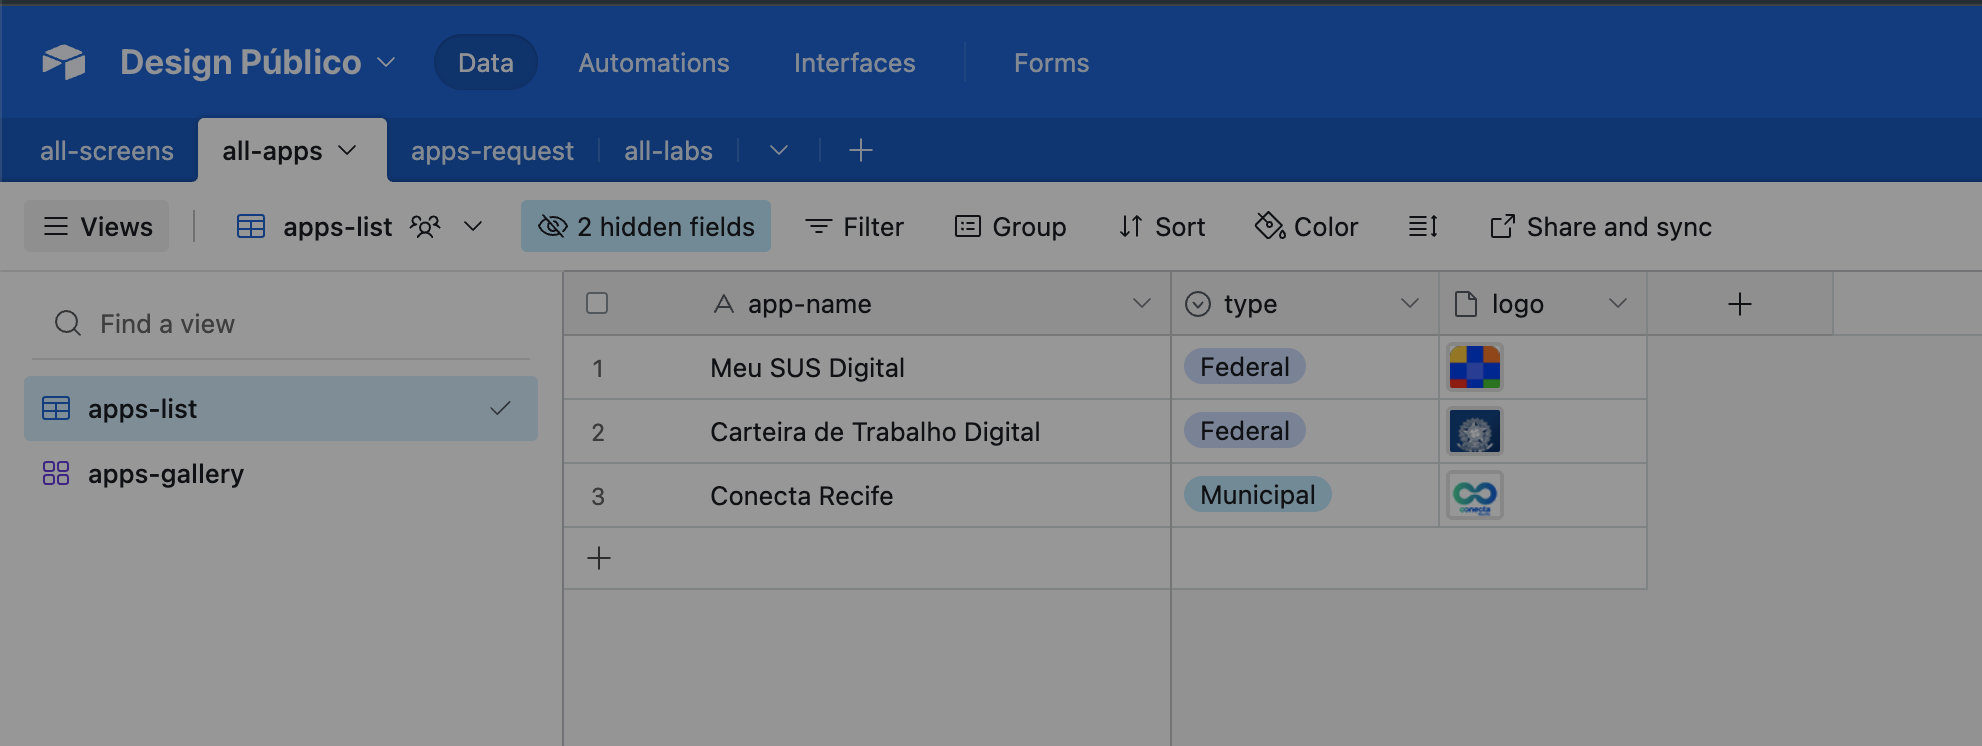 Design Público Data Automations Interfaces Forms
all-screens all-apps apps-request all-labs
Views apps-list 2 hidden fields Filter Group Sort Color Share and sync
Find a view
apps-list
apps-gallery
app-name type logo
1 Meu SUS Digital Federal
2 Carteira de Trabalho Digital Federal
3 Conecta Recife Municipal conecta